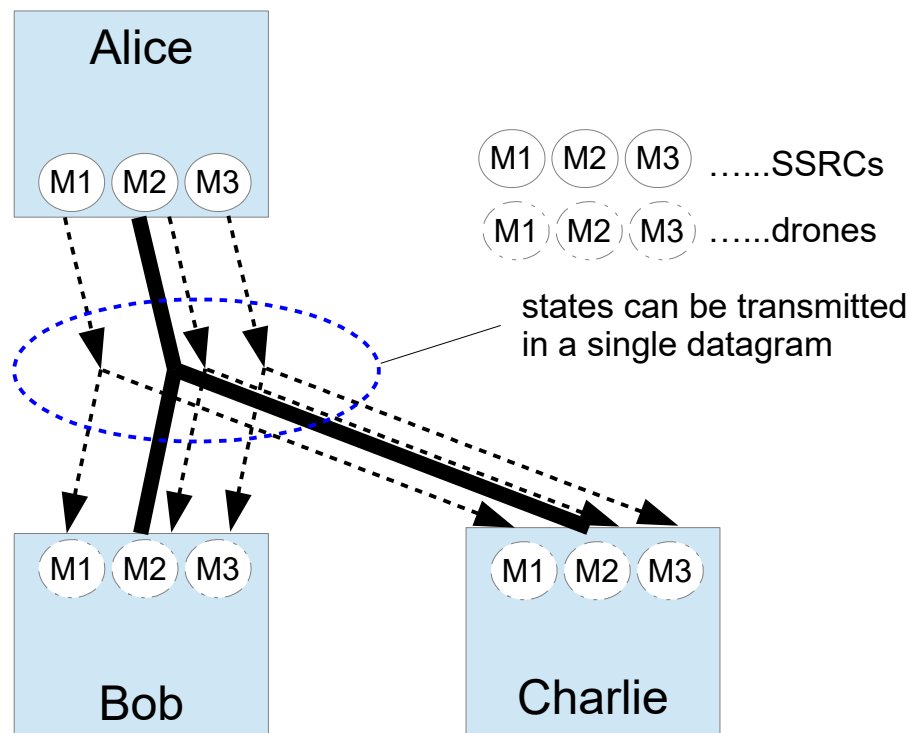 Alice
M1 M2 M3
M1 M2 M3 …...SSRCs
M1 M2 M3 …...drones
states can be transmitted
in a single datagram
M1 M2 M3
Bob
M1 M2 M3
Charlie